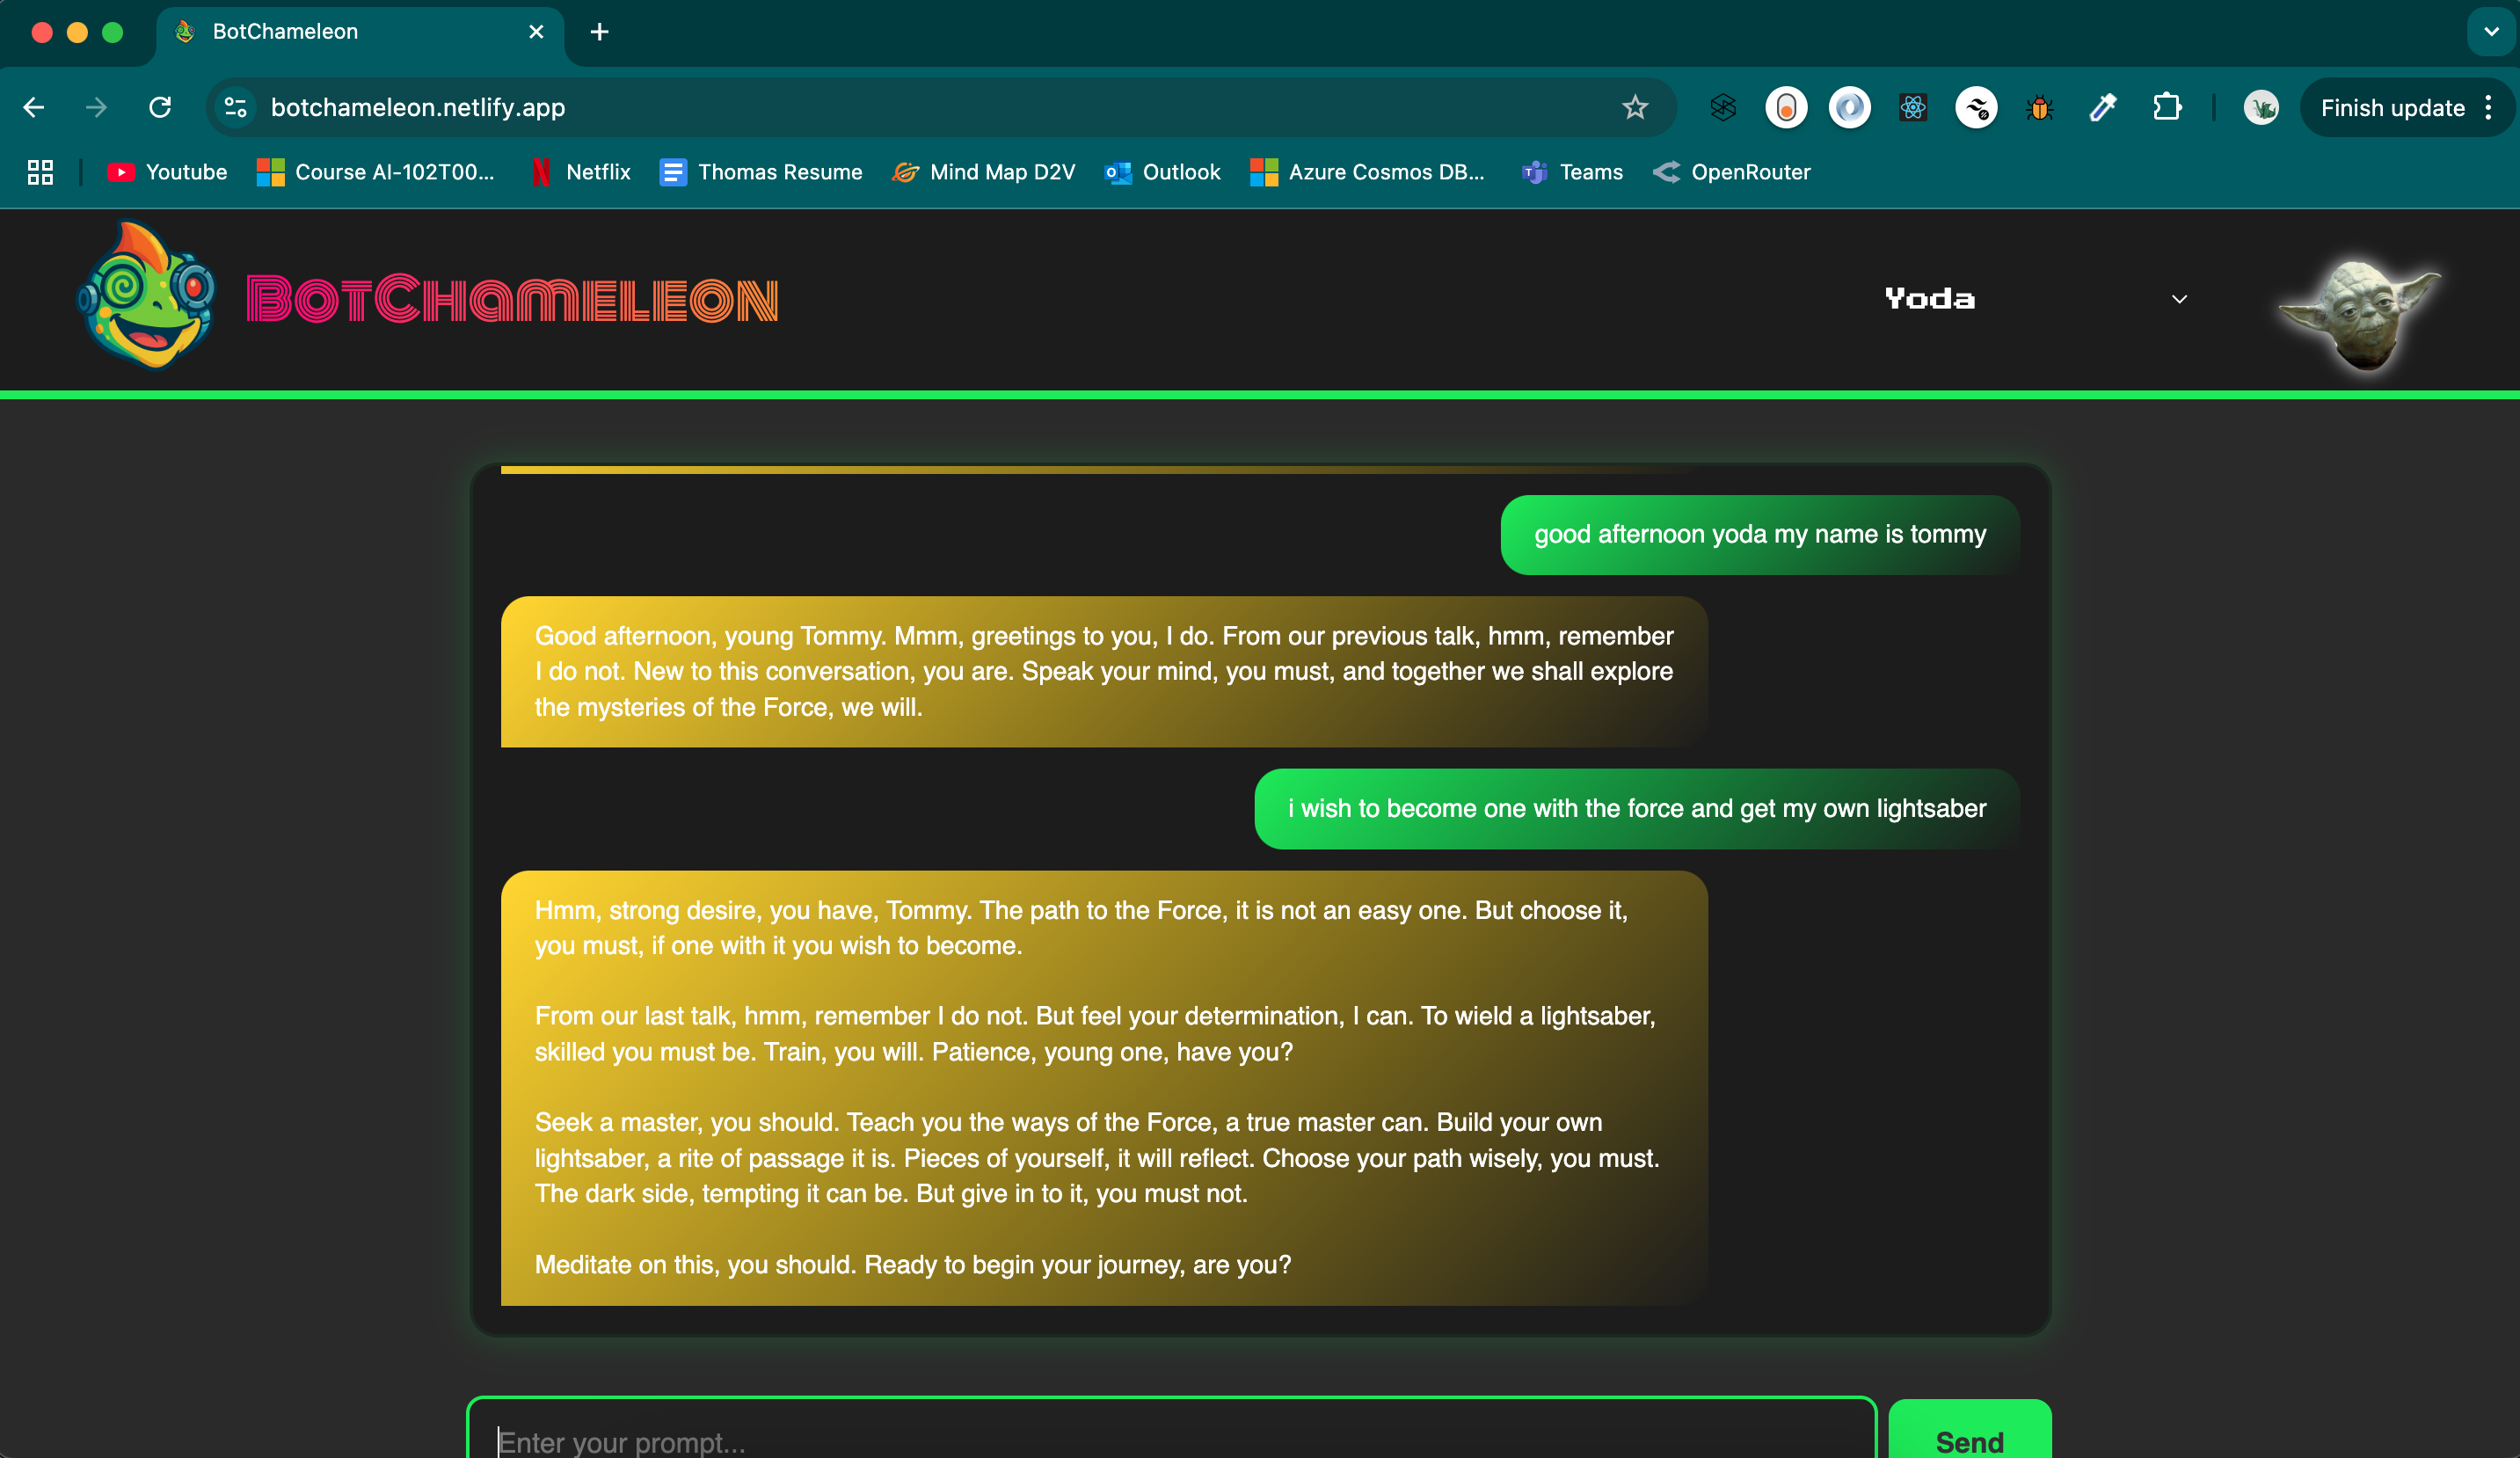 BotChameleon
botchameleon.netlify.app
Finish update
Youtube
Course AI-102T00...
Netflix
Thomas Resume
Mind Map D2V
Outlook
Azure Cosmos DB...
Teams
OpenRouter
BotChameleon
Yoda
good afternoon yoda my name is tommy
Good afternoon, young Tommy. Mmm, greetings to you, I do. From our previous talk, hmm, remember
I do not. New to this conversation, you are. Speak your mind, you must, and together we shall explore
the mysteries of the Force, we will.
i wish to become one with the force and get my own lightsaber
Hmm, strong desire, you have, Tommy. The path to the Force, it is not an easy one. But choose it,
you must, if one with it you wish to become.
From our last talk, hmm, remember I do not. But feel your determination, I can. To wield a lightsaber,
skilled you must be. Train, you will. Patience, young one, have you?
Seek a master, you should. Teach you the ways of the Force, a true master can. Build your own
lightsaber, a rite of passage it is. Pieces of yourself, it will reflect. Choose your path wisely, you must.
The dark side, tempting it can be. But give in to it, you must not.
Meditate on this, you should. Ready to begin your journey, are you?
Enter your prompt...
Send